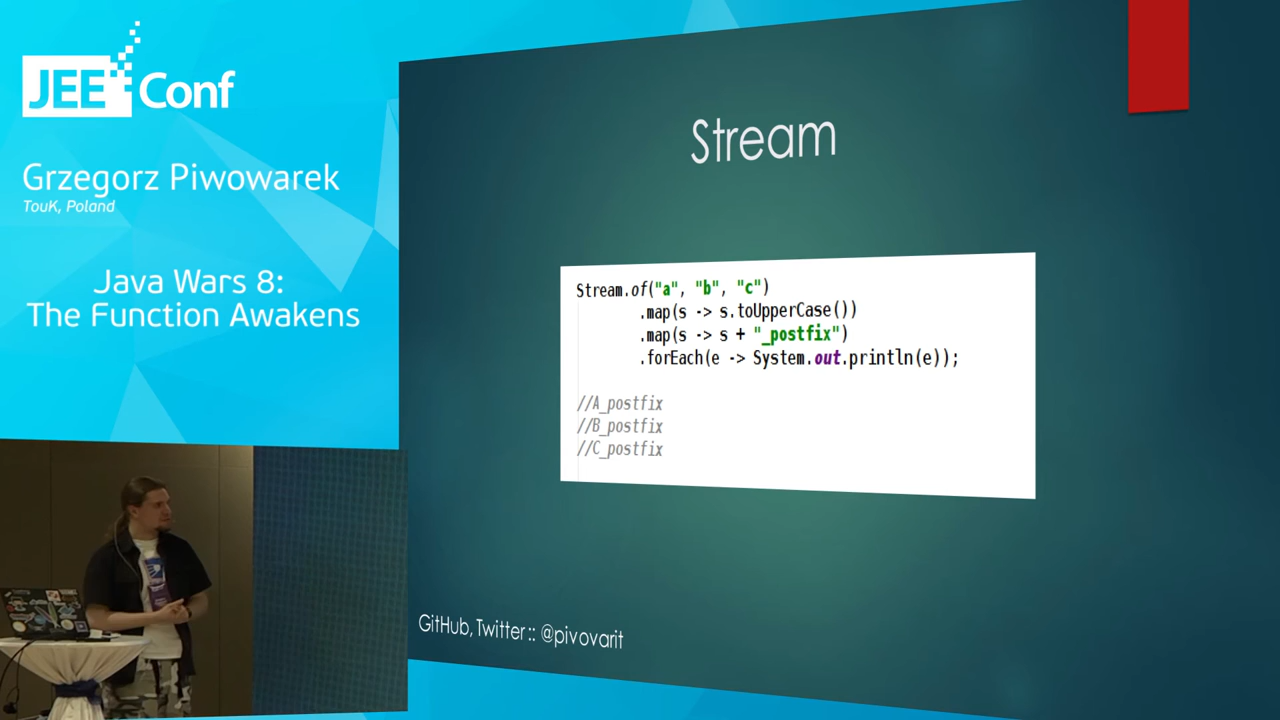 JEE Conf
Grzegorz Piwowarek
TouK, Poland
Java Wars 8:
The Function Awakens
Stream
Stream.of("a", "b", "c")
.map(s -> s.toUpperCase())
.map(s -> s + "_postfix")
.forEach(e -> System.out.println(e));
//A_postfix
//B_postfix
//C_postfix
GitHub, Twitter :: @pivovarit